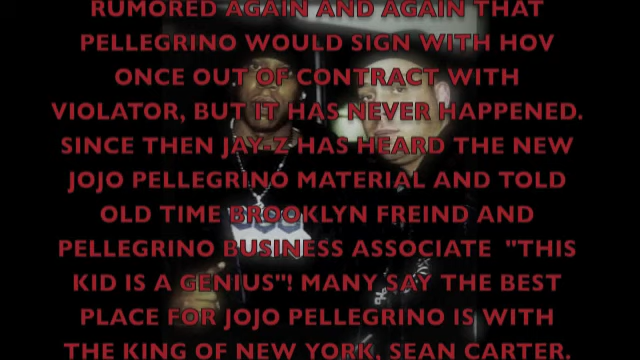 RUMORED AGAIN AND AGAIN THAT
PELLEGRINO WOULD SIGN WITH HOV
ONCE OUT OF CONTRACT WITH
VIOLATOR, BUT IT HAS NEVER HAPPENED.
SINCE THEN JAY-Z HAS HEARD THE NEW
JOJO PELLEGRINO MATERIAL AND TOLD
OLD TIME BROOKLYN FREIND AND
PELLEGRINO BUSINESS ASSOCIATE "THIS
KID IS A GENIUS"! MANY SAY THE BEST
PLACE FOR JOJO PELLEGRINO IS WITH
THE KING OF NEW YORK, SEAN CARTER.